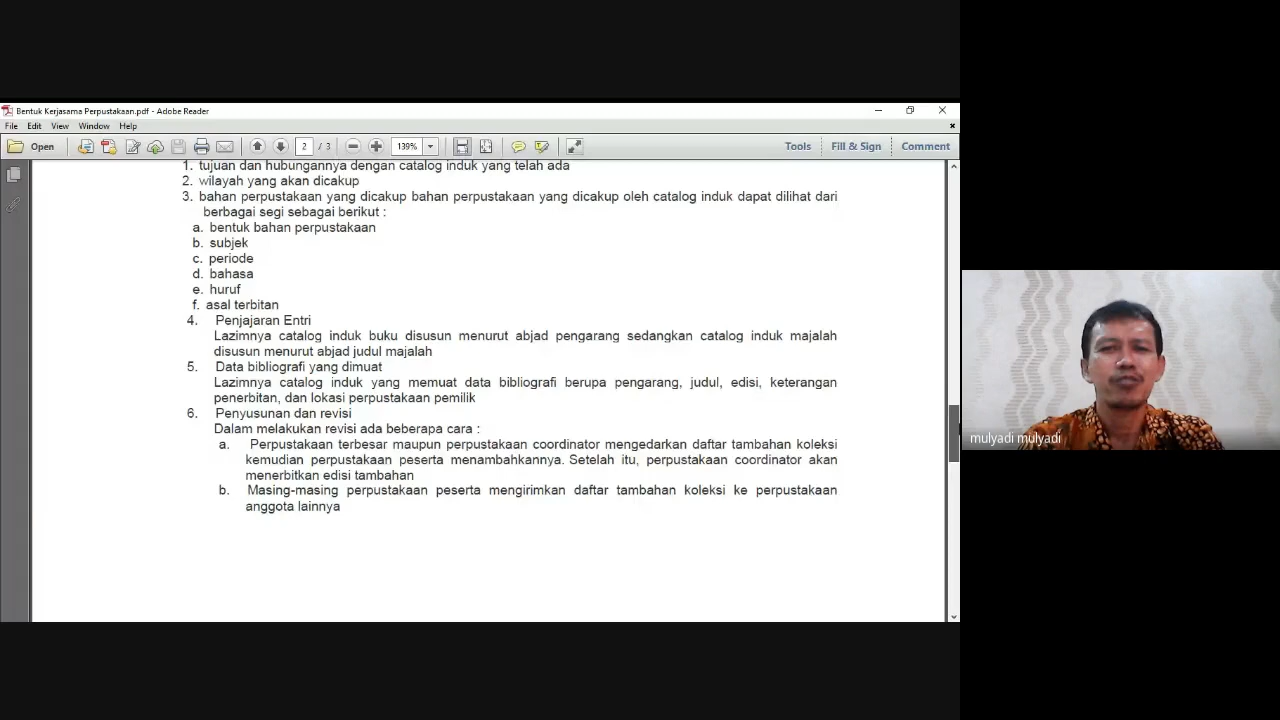 Bentuk Kerjasama Perpustakaan.pdf - Adobe Reader
File Edit View Window Help
Open 2 / 3 139% Tools Fill & Sign Comment
1. tujuan dan hubungannya dengan catalog induk yang telah ada
2. wilayah yang akan dicakup
3. bahan perpustakaan yang dicakup bahan perpustakaan yang dicakup oleh catalog induk dapat dilihat dari
berbagai segi sebagai berikut :
a. bentuk bahan perpustakaan
b. subjek
c. periode
d. bahasa
e. huruf
f. asal terbitan
4. Penjajaran Entri
Lazimnya catalog induk buku disusun menurut abjad pengarang sedangkan catalog induk majalah
disusun menurut abjad judul majalah
5. Data bibliografi yang dimuat
Lazimnya catalog induk yang memuat data bibliografi berupa pengarang, judul, edisi, keterangan
penerbitan, dan lokasi perpustakaan pemilik
6. Penyusunan dan revisi
Dalam melakukan revisi ada beberapa cara :
a. Perpustakaan terbesar maupun perpustakaan coordinator mengedarkan daftar tambahan koleksi
kemudian perpustakaan peserta menambahkannya. Setelah itu, perpustakaan coordinator akan
menerbitkan edisi tambahan
b. Masing-masing perpustakaan peserta mengirimkan daftar tambahan koleksi ke perpustakaan
anggota lainnya
mulyadi mulyadi